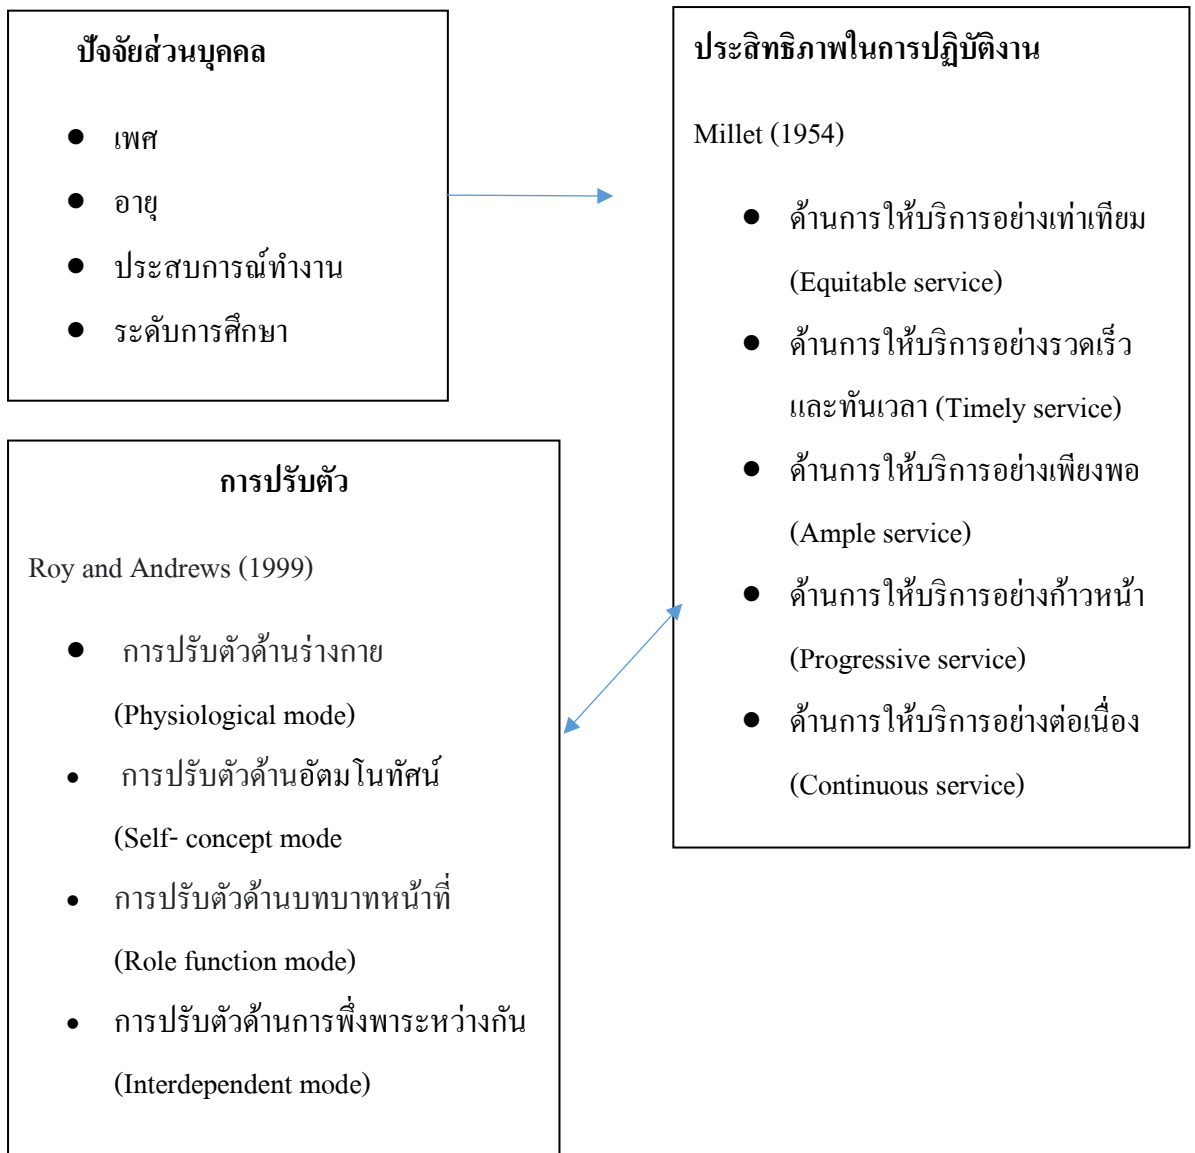 ปัจจัยส่วนบุคคล
● เพศ
● อายุ
● ประสบการณ์ทำงาน
● ระดับการศึกษา
การปรับตัว
Roy and Andrews (1999)
● การปรับตัวด้านร่างกาย
(Physiological mode)
● การปรับตัวด้านอัตมโนทัศน์
(Self- concept mode
● การปรับตัวด้านบทบาทหน้าที่
(Role function mode)
● การปรับตัวด้านการพึ่งพาระหว่างกัน
(Interdependent mode)
ประสิทธิภาพในการปฏิบัติงาน
Millet (1954)
● ด้านการให้บริการอย่างเท่าเทียม
(Equitable service)
● ด้านการให้บริการอย่างรวดเร็ว
และทันเวลา (Timely service)
● ด้านการให้บริการอย่างเพียงพอ
(Ample service)
● ด้านการให้บริการอย่างก้าวหน้า
(Progressive service)
● ด้านการให้บริการอย่างต่อเนื่อง
(Continuous service)